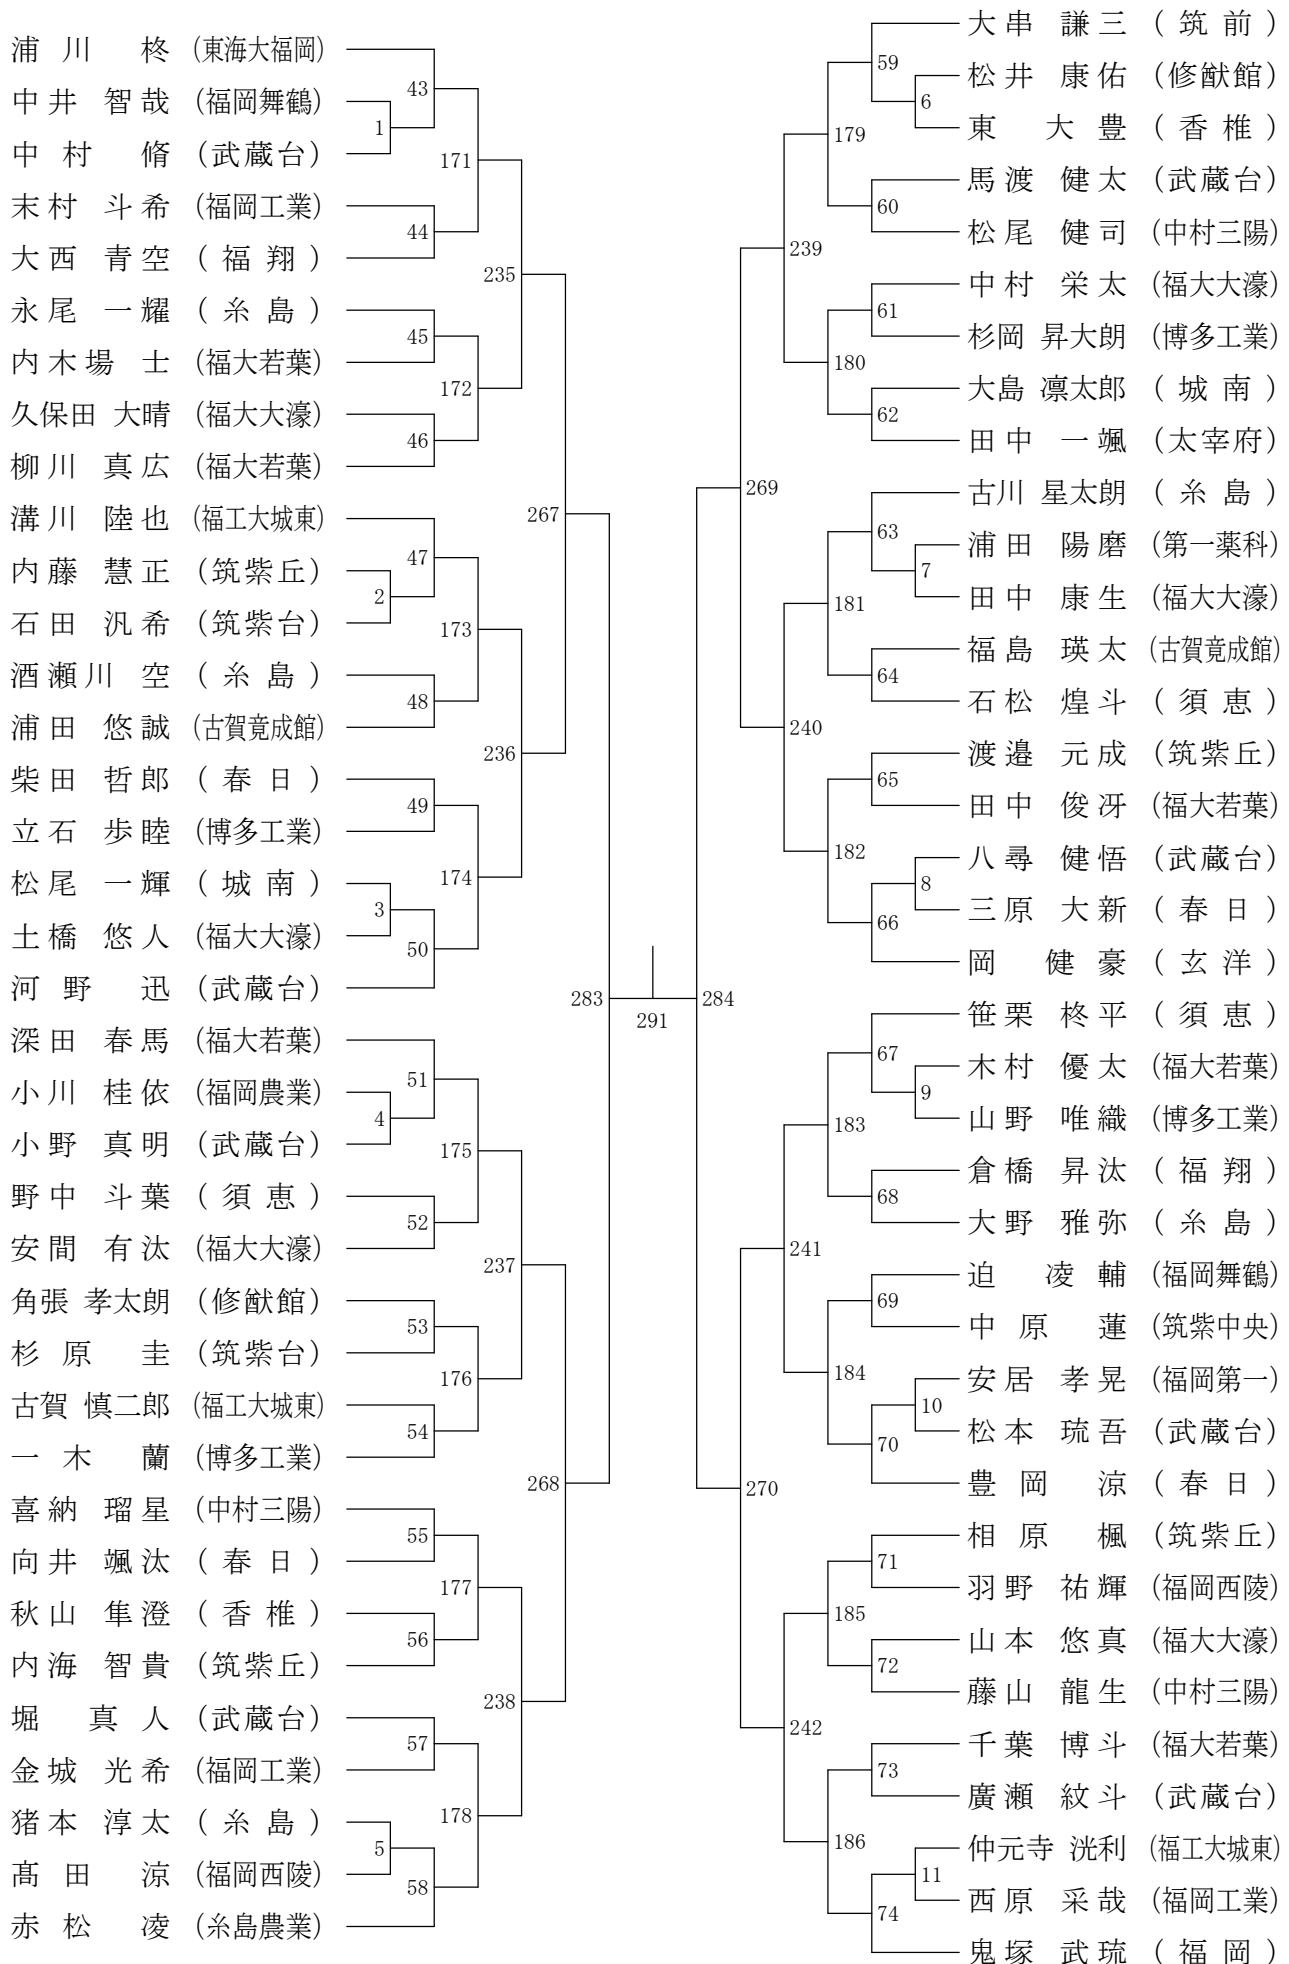 浦川 柊 (東海大福岡)
中井 智哉 (福岡舞鶴)
中村 脩 (武蔵台)
末村 斗希 (福岡工業)
大西 青空 (福翔)
永尾 一耀 (糸島)
内木場 士 (福大若葉)
久保田 大晴 (福大大濠)
柳川 真広 (福大若葉)
溝川 陸也 (福工大城東)
内藤 慧正 (筑紫丘)
石田 汎希 (筑紫台)
酒瀬川 空 (糸島)
浦田 悠誠 (古賀竟成館)
柴田 哲郎 (春日)
立石 歩睦 (博多工業)
松尾 一輝 (城南)
土橋 悠人 (福大大濠)
河野 迅 (武蔵台)
深田 春馬 (福大若葉)
小川 桂依 (福岡農業)
小野 真明 (武蔵台)
野中 斗葉 (須恵)
安間 有汰 (福大大濠)
角張 孝太朗 (修猷館)
杉原 圭 (筑紫台)
古賀 慎二郎 (福工大城東)
一木 蘭 (博多工業)
喜納 瑠星 (中村三陽)
向井 颯汰 (春日)
秋山 隼澄 (香椎)
内海 智貴 (筑紫丘)
堀 真人 (武蔵台)
金城 光希 (福岡工業)
猪本 淳太 (糸島)
髙田 涼 (福岡西陵)
赤松 凌 (糸島農業)
1
2
3
4
5
43
44
45
46
47
48
49
50
51
52
53
54
55
56
57
58
171
172
173
174
175
176
177
178
235
236
237
238
267
268
283
291
284
269
270
239
240
241
242
179
180
181
182
183
184
185
186
59
60
61
62
63
64
65
66
67
68
69
70
71
72
73
74
6
7
8
9
10
11
大串 謙三 (筑前)
松井 康佑 (修猷館)
東 大豊 (香椎)
馬渡 健太 (武蔵台)
松尾 健司 (中村三陽)
中村 栄太 (福大大濠)
杉岡 昇大朗 (博多工業)
大島 凛太郎 (城南)
田中 一颯 (太宰府)
古川 星太朗 (糸島)
浦田 陽磨 (第一薬科)
田中 康生 (福大大濠)
福島 瑛太 (古賀竟成館)
石松 煌斗 (須恵)
渡邉 元成 (筑紫丘)
田中 俊冴 (福大若葉)
八尋 健悟 (武蔵台)
三原 大新 (春日)
岡 健豪 (玄洋)
笹栗 柊平 (須恵)
木村 優太 (福大若葉)
山野 唯織 (博多工業)
倉橋 昇汰 (福翔)
大野 雅弥 (糸島)
迫 凌輔 (福岡舞鶴)
中原 蓮 (筑紫中央)
安居 孝晃 (福岡第一)
松本 琉吾 (武蔵台)
豊岡 涼 (春日)
相原 楓 (筑紫丘)
羽野 祐輝 (福岡西陵)
山本 悠真 (福大大濠)
藤山 龍生 (中村三陽)
千葉 博斗 (福大若葉)
廣瀬 紋斗 (武蔵台)
仲元寺 洸利 (福工大城東)
西原 采哉 (福岡工業)
鬼塚 武琉 (福岡)